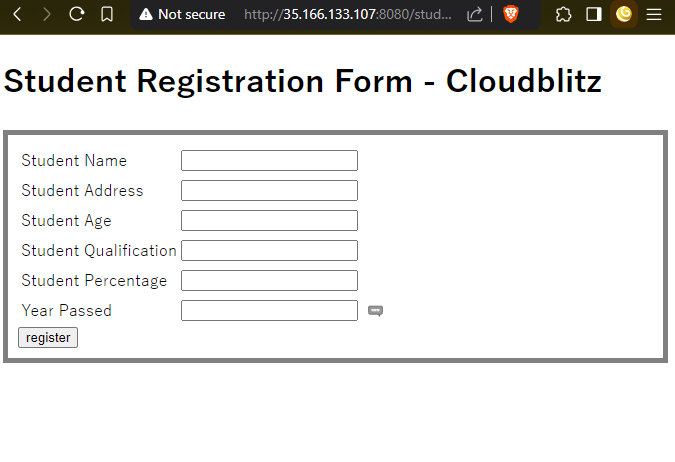 Not secure http://35.166.133.107:8080/stud...
Student Registration Form - Cloudblitz
Student Name
Student Address
Student Age
Student Qualification
Student Percentage
Year Passed
register